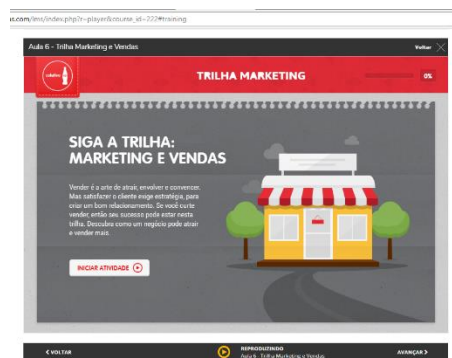 as.com/lms/index.php?r=player&course_id=222#training
Aula 6 - Trilha Marketing e Vendas
Voltar
TRILHA MARKETING
0%
SIGA A TRILHA:
MARKETING E VENDAS
Vender é a arte de atrair, envolver e convencer.
Mas satisfazer o cliente exige estratégia, para
criar um bom relacionamento. Se você curte
vender, então seu sucesso pode estar nesta
trilha. Descubra como um negócio pode atrair
e vender mais.
INICIAR ATIVIDADE
VOLTAR
REPRODUZINDO
Aula 6 - Trilha Marketing e Vendas
AVANÇAR